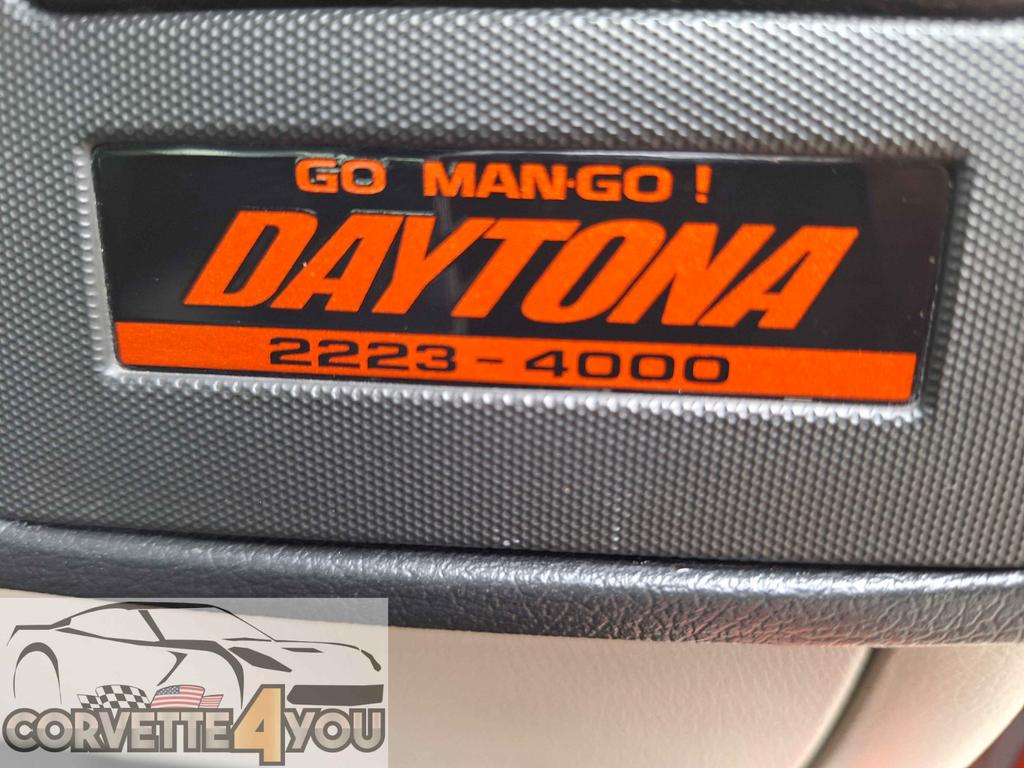 GO MAN·GO !
DAYTONA
2223-4000
CORVETTE4YOU